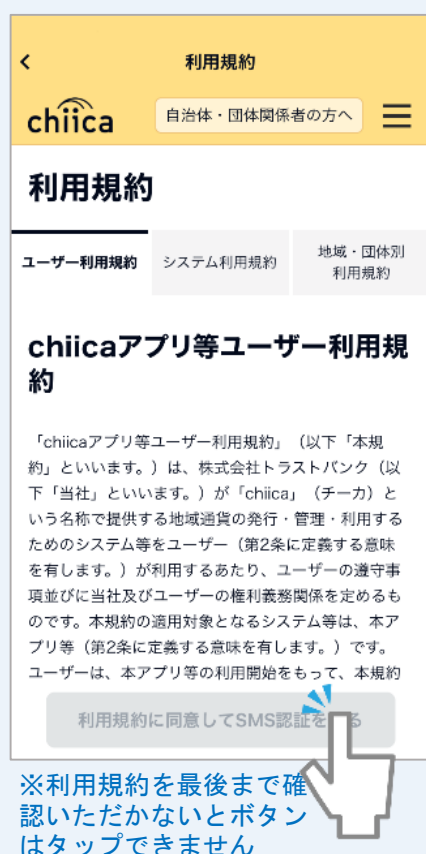 利用規約
chiica
自治体・団体関係者の方へ
利用規約
ユーザー利用規約
システム利用規約
地域・団体別
利用規約
chiicaアプリ等ユーザー利用規
約
「chiicaアプリ等ユーザー利用規約」（以下「本規
約」といいます。）は、株式会社トラストバンク（以
下「当社」といいます。）が「chiica」（チーカ）と
いう名称で提供する地域通貨の発行・管理・利用する
ためのシステム等をユーザー（第2条に定義する意味
を有します。）が利用するあたり、ユーザーの遵守事
項並びに当社及びユーザーの権利義務関係を定めるも
のです。本規約の適用対象となるシステム等は、本ア
プリ等（第2条に定義する意味を有します。）です。
ユーザーは、本アプリ等の利用開始をもって、本規約
利用規約に同意してSMS認証を る
※利用規約を最後まで確
認いただかないとボタン
はタップできません